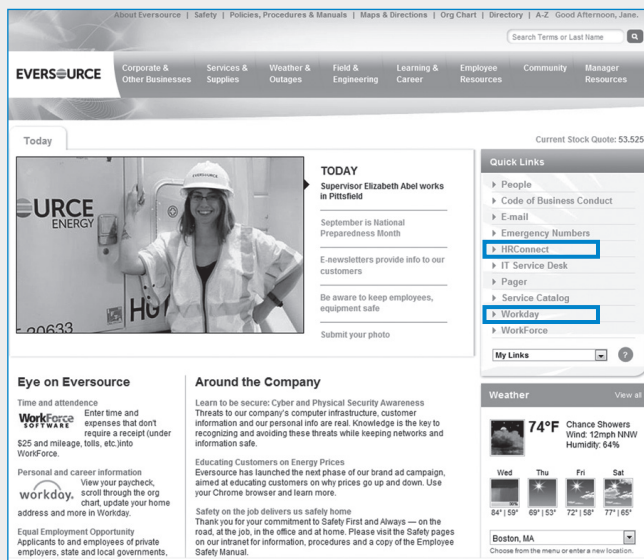 About Eversource | Safety | Policies, Procedures & Manuals | Maps & Directions | Org Chart | Directory | A-Z Good Afternoon, Jane.
Search Terms or Last Name
EVERSOURCE
Corporate & Other Businesses
Services & Supplies
Weather & Outages
Field & Engineering
Learning & Career
Employee Resources
Community
Manager Resources
Today
Current Stock Quote: 53.525
EVERSOURCE
URCE
ENERGY
HU
20633
TODAY
Supervisor Elizabeth Abel works
in Pittsfield
September is National
Preparedness Month
E-newsletters provide info to our
customers
Be aware to keep employees,
equipment safe
Submit your photo
Quick Links
People
Code of Business Conduct
E-mail
Emergency Numbers
HRConnect
IT Service Desk
Pager
Service Catalog
Workday
WorkForce
My Links
?
Eye on Eversource
Time and attendence
WorkForce
SOFTWARE
Enter time and
expenses that don't
require a receipt (under
$25 and mileage, tolls, etc.)into
WorkForce.
Personal and career information
workday.
View your paycheck,
scroll through the org
chart, update your home
address and more in Workday.
Equal Employment Opportunity
Applicants to and employees of private
employers, state and local governments,
Around the Company
Learn to be secure: Cyber and Physical Security Awareness
Threats to our company's computer infrastructure, customer
information and our personal info are real. Knowledge is the key to
recognizing and avoiding these threats while keeping networks and
information safe.
Educating Customers on Energy Prices
Eversource has launched the next phase of our brand ad campaign,
aimed at educating customers on why prices go up and down. Use
your Chrome browser and learn more.
Safety on the job delivers us safely home
Thank you for your commitment to Safety First and Always — on the
road, at the job, in the office and at home. Please visit the Safety pages
on our intranet for information, procedures and a copy of the Employee
Safety Manual.
Weather
View all
74°F
Chance Showers
Wind: 12mph NNW
Humidity: 64%
Wed Thu Fri Sat
30%
84° | 59° 69° | 53° 72° | 58° 77° | 65°
Boston, MA
Choose from the menu or enter a new location.